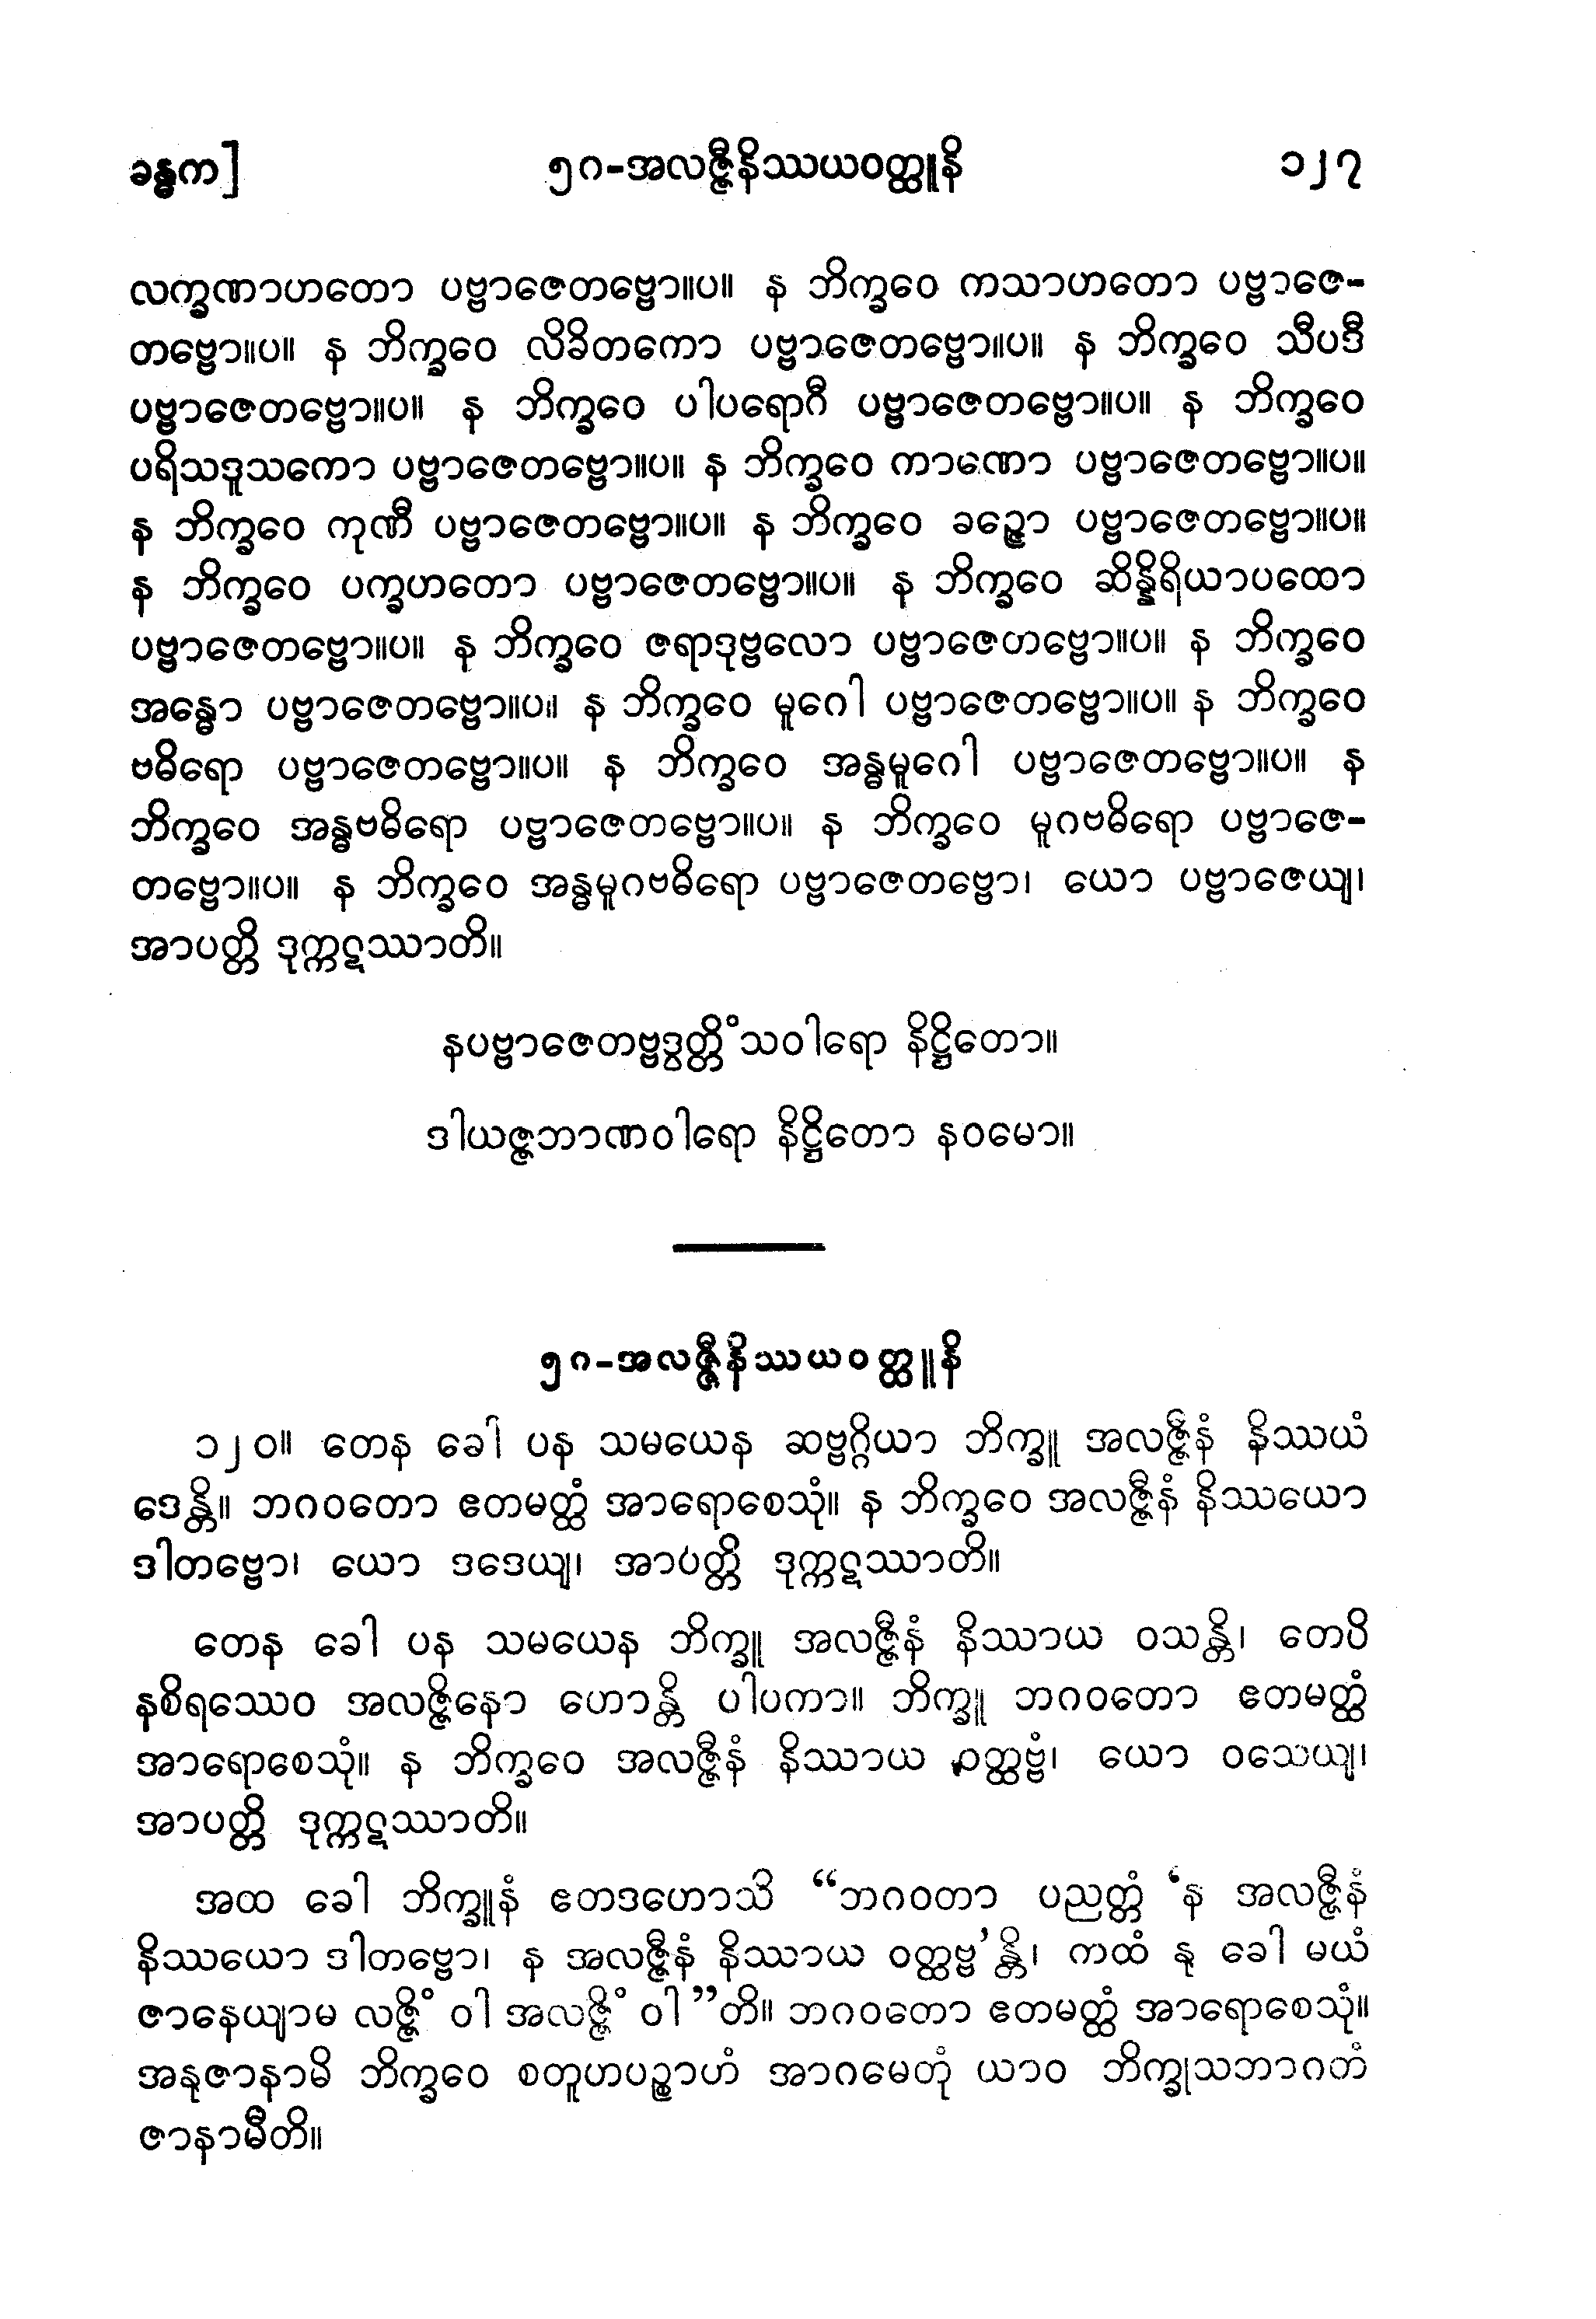 ခန္ဓက] ၅၈-အလဇ္ဇီနိဿယဝတ္ထူနိ ၁၂၇
လက္ခဏာဟတော ပဗ္ဗာဇေတဗ္ဗော။ပ။ န ဘိက္ခဝေ ကသာဟတော ပဗ္ဗာဇေ-
တဗ္ဗော။ပ။ န ဘိက္ခဝေ လိခိတကော ပဗ္ဗာဇေတဗ္ဗော။ပ။ န ဘိက္ခဝေ သီပဒီ
ပဗ္ဗာဇေတဗ္ဗော။ပ။ န ဘိက္ခဝေ ပါပရောဂီ ပဗ္ဗာဇေတဗ္ဗော။ပ။ န ဘိက္ခဝေ
ပရိသဒူသကော ပဗ္ဗာဇေတဗ္ဗော။ပ။ န ဘိက္ခဝေ ကာဏော ပဗ္ဗာဇေတဗ္ဗော။ပ။
န ဘိက္ခဝေ ကုဏီ ပဗ္ဗာဇေတဗ္ဗော။ပ။ န ဘိက္ခဝေ ခဉ္ဇော ပဗ္ဗာဇေတဗ္ဗော။ပ။
န ဘိက္ခဝေ ပက္ခဟတော ပဗ္ဗာဇေတဗ္ဗော။ပ။ န ဘိက္ခဝေ ဆိန္နိရိယာပထော
ပဗ္ဗာဇေတဗ္ဗော။ပ။ န ဘိက္ခဝေ ဇရာဒုဗ္ဗလော ပဗ္ဗာဇေတဗ္ဗော။ပ။ န ဘိက္ခဝေ
အန္ဓော ပဗ္ဗာဇေတဗ္ဗော။ပ။ န ဘိက္ခဝေ မူဂေါ ပဗ္ဗာဇေတဗ္ဗော။ပ။ န ဘိက္ခဝေ
ဗဓိရော ပဗ္ဗာဇေတဗ္ဗော။ပ။ န ဘိက္ခဝေ အန္ဓမူဂေါ ပဗ္ဗာဇေတဗ္ဗော။ပ။ န
ဘိက္ခဝေ အန္ဓဗဓိရော ပဗ္ဗာဇေတဗ္ဗော။ပ။ န ဘိက္ခဝေ မူဂဗဓိရော ပဗ္ဗာဇေ-
တဗ္ဗော။ပ။ န ဘိက္ခဝေ အန္ဓမူဂဗဓိရော ပဗ္ဗာဇေတဗ္ဗော၊ ယော ပဗ္ဗာဇေယျ၊
အာပတ္တိ ဒုက္ကဋဿာတိ။
နပဗ္ဗာဇေတဗ္ဗဒွတ္တိံသဝါရော နိဋ္ဌိတော။
ဒါယဇ္ဇဘာဏဝါရော နိဋ္ဌိတော နဝမော။
၅၈-အလဇ္ဇီနိဿယဝတ္ထူနိ
၁၂၀။ တေန ခေါ ပန သမယေန ဆဗ္ဗဂ္ဂိယာ ဘိက္ခူ အလဇ္ဇီနံ နိဿယံ
ဒေန္တိ။ ဘဂဝတော ဧတမတ္ထံ အာရောစေသုံ။ န ဘိက္ခဝေ အလဇ္ဇီနံ နိဿယော
ဒါတဗ္ဗော၊ ယော ဒဒေယျ၊ အာပတ္တိ ဒုက္ကဋဿာတိ။
တေန ခေါ ပန သမယေန ဘိက္ခူ အလဇ္ဇီနံ နိဿာယ ဝသန္တိ၊ တေပိ
နစိရဿေဝ အလဇ္ဇိနော ဟောန္တိ ပါပကာ။ ဘိက္ခူ ဘဂဝတော ဧတမတ္ထံ
အာရောစေသုံ။ န ဘိက္ခဝေ အလဇ္ဇီနံ နိဿာယ ဝတ္ထဗ္ဗံ၊ ယော ဝသေယျ၊
အာပတ္တိ ဒုက္ကဋဿာတိ။
အထ ခေါ ဘိက္ခူနံ ဧတဒဟောသိ “ဘဂဝတာ ပညတ္တံ ‘န အလဇ္ဇီနံ
နိဿယော ဒါတဗ္ဗော၊ န အလဇ္ဇီနံ နိဿာယ ဝတ္ထဗ္ဗ’န္တိ၊ ကထံ နု ခေါ မယံ
ဇာနေယျာမ လဇ္ဇိံ ဝါ အလဇ္ဇိံ ဝါ”တိ။ ဘဂဝတော ဧတမတ္ထံ အာရောစေသုံ။
အနုဇာနာမိ ဘိက္ခဝေ စတူဟပဉ္စာဟံ အာဂမေတုံ ယာဝ ဘိက္ခုသဘာဂတံ
ဇာနာမီတိ။